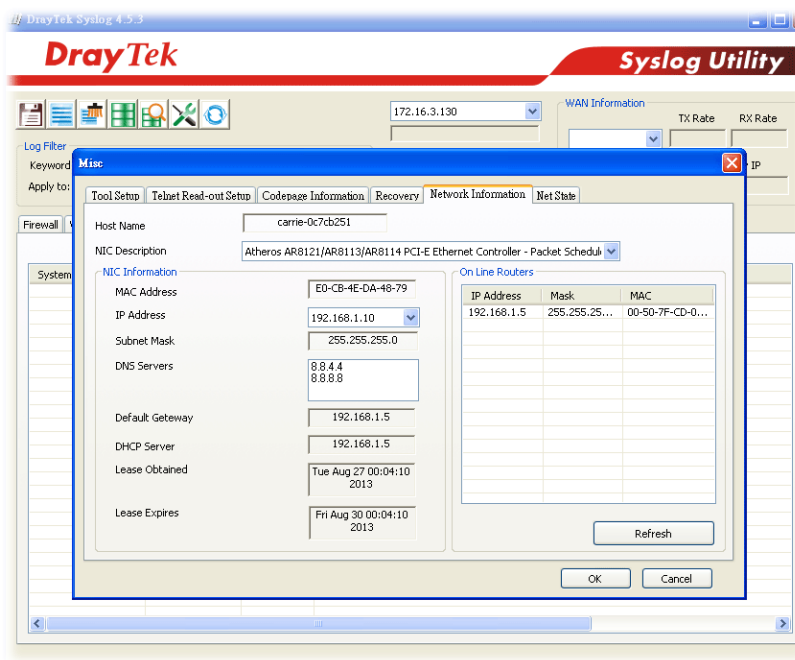 DrayTek Syslog 4.5.3
DrayTek
Syslog Utility
172.16.3.130
WAN Information
TX Rate
RX Rate
Log Filter
Keyword
IP
Apply to:
Misc
Tool Setup
Telnet Read-out Setup
Codepage Information
Recovery
Network Information
Net State
Firewall
Host Name
carrie-0c7cb251
NIC Description
Atheros AR8121/AR8113/AR8114 PCI-E Ethernet Controller - Packet Schedul
System
NIC Information
MAC Address
E0-CB-4E-DA-48-79
IP Address
192.168.1.10
Subnet Mask
255.255.255.0
DNS Servers
8.8.4.4
8.8.8.8
Default Geteway
192.168.1.5
DHCP Server
192.168.1.5
Lease Obtained
Tue Aug 27 00:04:10
2013
Lease Expires
Fri Aug 30 00:04:10
2013
On Line Routers
IP Address
Mask
MAC
192.168.1.5
255.255.25...
00-50-7F-CD-0...
Refresh
OK
Cancel